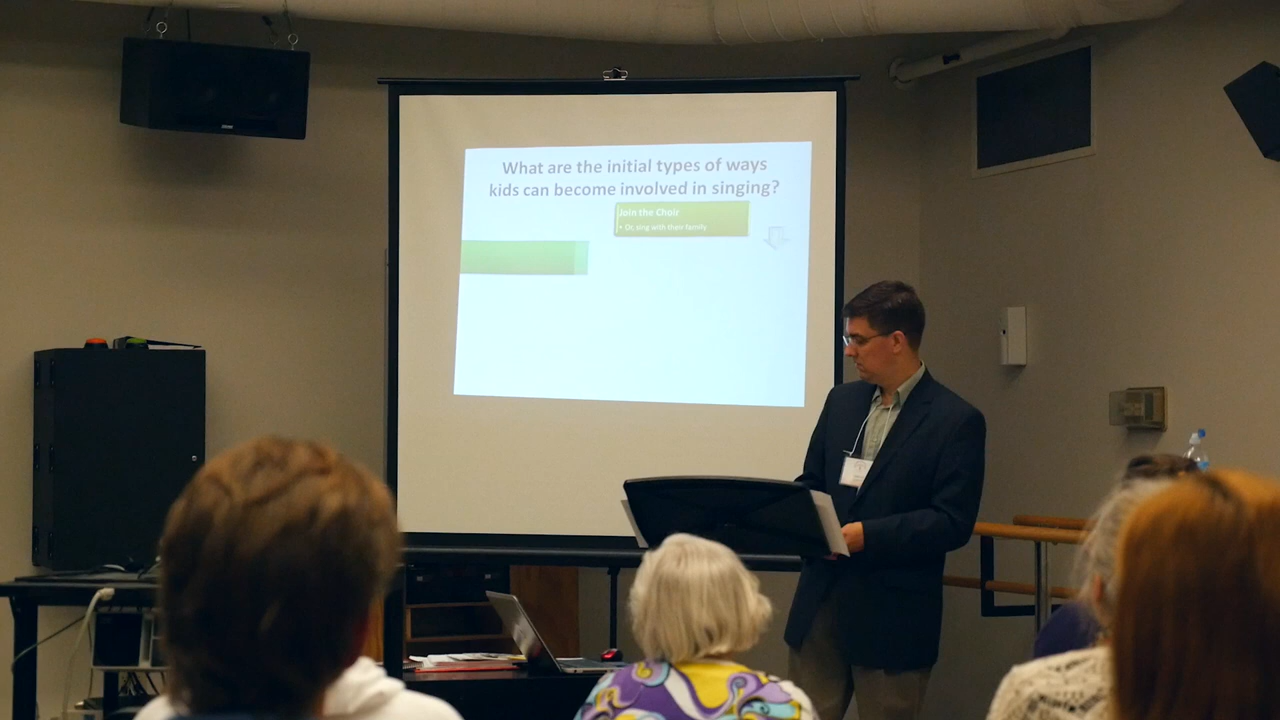 What are the initial types of ways
kids can become involved in singing?
Join the Choir
• Or, sing with their family